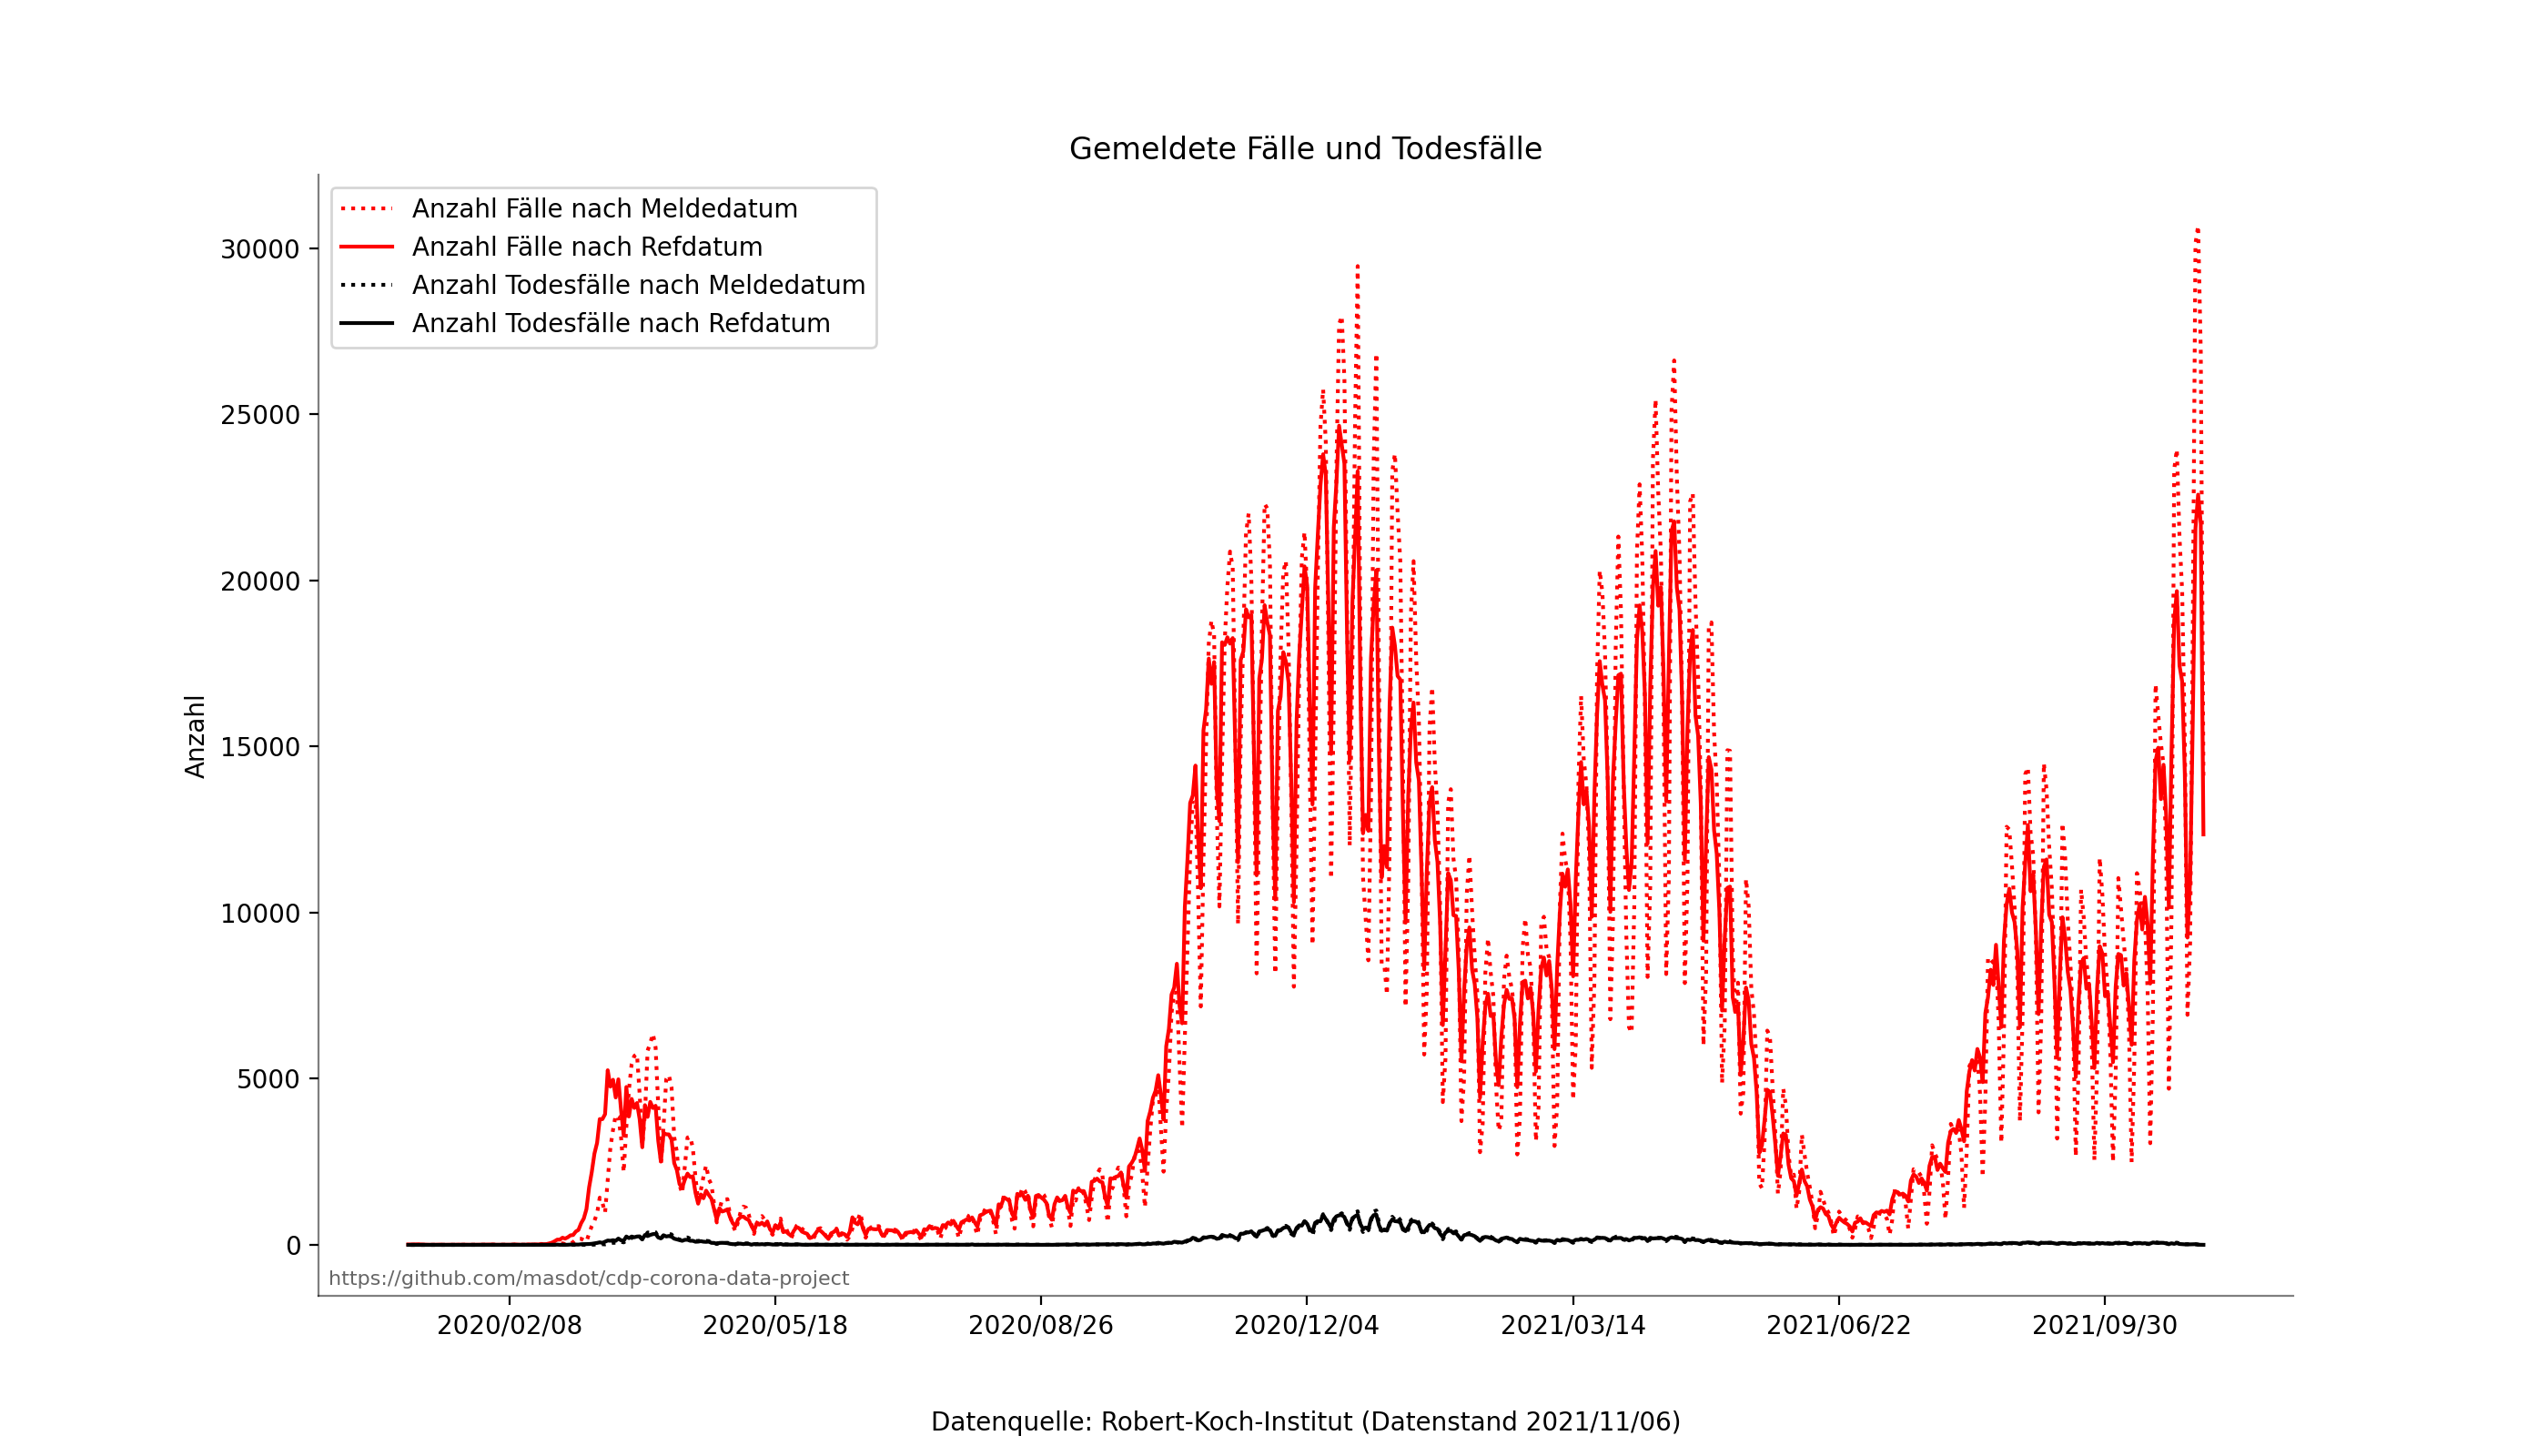 Gemeldete Fälle und Todesfälle
Anzahl Fälle nach Meldedatum
Anzahl Fälle nach Refdatum
Anzahl Todesfälle nach Meldedatum
Anzahl Todesfälle nach Refdatum
30000
25000
20000
15000
10000
5000
0
Anzahl
https://github.com/masdot/cdp-corona-data-project
2020/02/08 2020/05/18 2020/08/26 2020/12/04 2021/03/14 2021/06/22 2021/09/30
Datenquelle: Robert-Koch-Institut (Datenstand 2021/11/06)